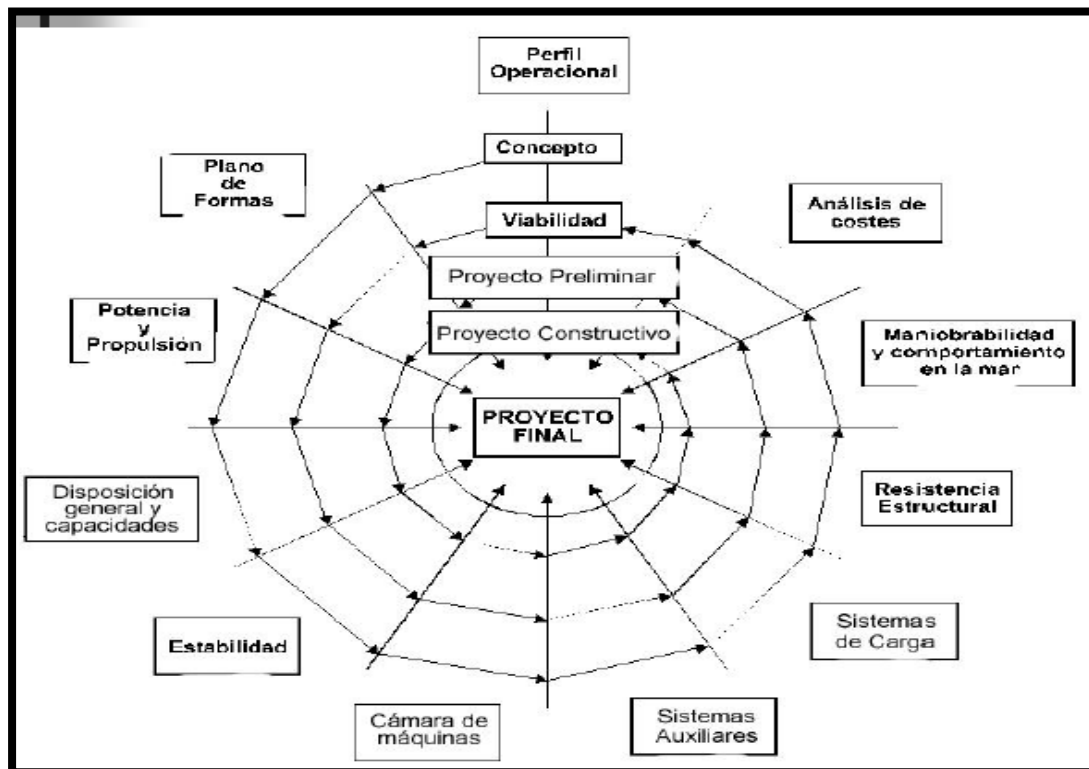 Perfil
Operacional
Concepto
Plano
de
Formas
Viabilidad
Análisis de
costes
Proyecto Preliminar
Potencia
y
Propulsión
Proyecto Constructivo
Maniobrabilidad
y comportamiento
en la mar
PROYECTO
FINAL
Disposición
general y
capacidades
Resistencia
Estructural
Estabilidad
Sistemas
de Carga
Cámara de
máquinas
Sistemas
Auxiliares